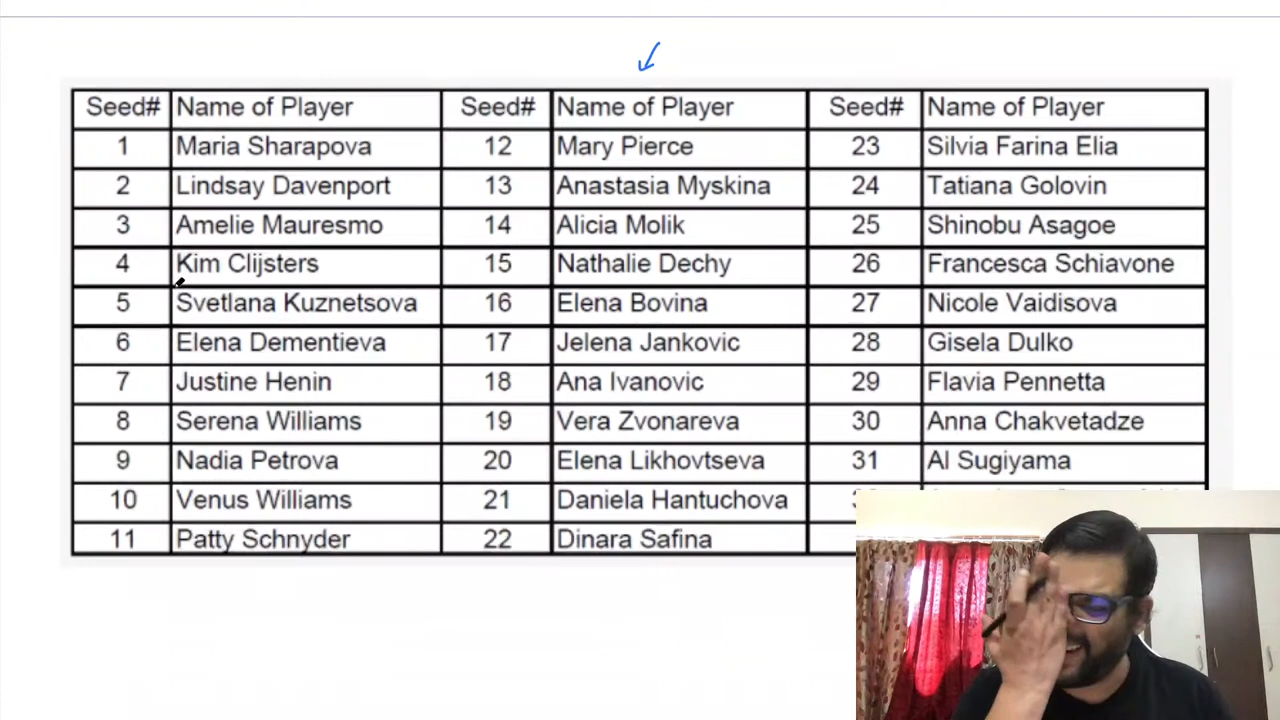 Seed# Name of Player Seed# Name of Player Seed# Name of Player
1 Maria Sharapova 12 Mary Pierce 23 Silvia Farina Elia
2 Lindsay Davenport 13 Anastasia Myskina 24 Tatiana Golovin
3 Amelie Mauresmo 14 Alicia Molik 25 Shinobu Asagoe
4 Kim Clijsters 15 Nathalie Dechy 26 Francesca Schiavone
5 Svetlana Kuznetsova 16 Elena Bovina 27 Nicole Vaidisova
6 Elena Dementieva 17 Jelena Jankovic 28 Gisela Dulko
7 Justine Henin 18 Ana Ivanovic 29 Flavia Pennetta
8 Serena Williams 19 Vera Zvonareva 30 Anna Chakvetadze
9 Nadia Petrova 20 Elena Likhovtseva 31 Al Sugiyama
10 Venus Williams 21 Daniela Hantuchova
11 Patty Schnyder 22 Dinara Safina